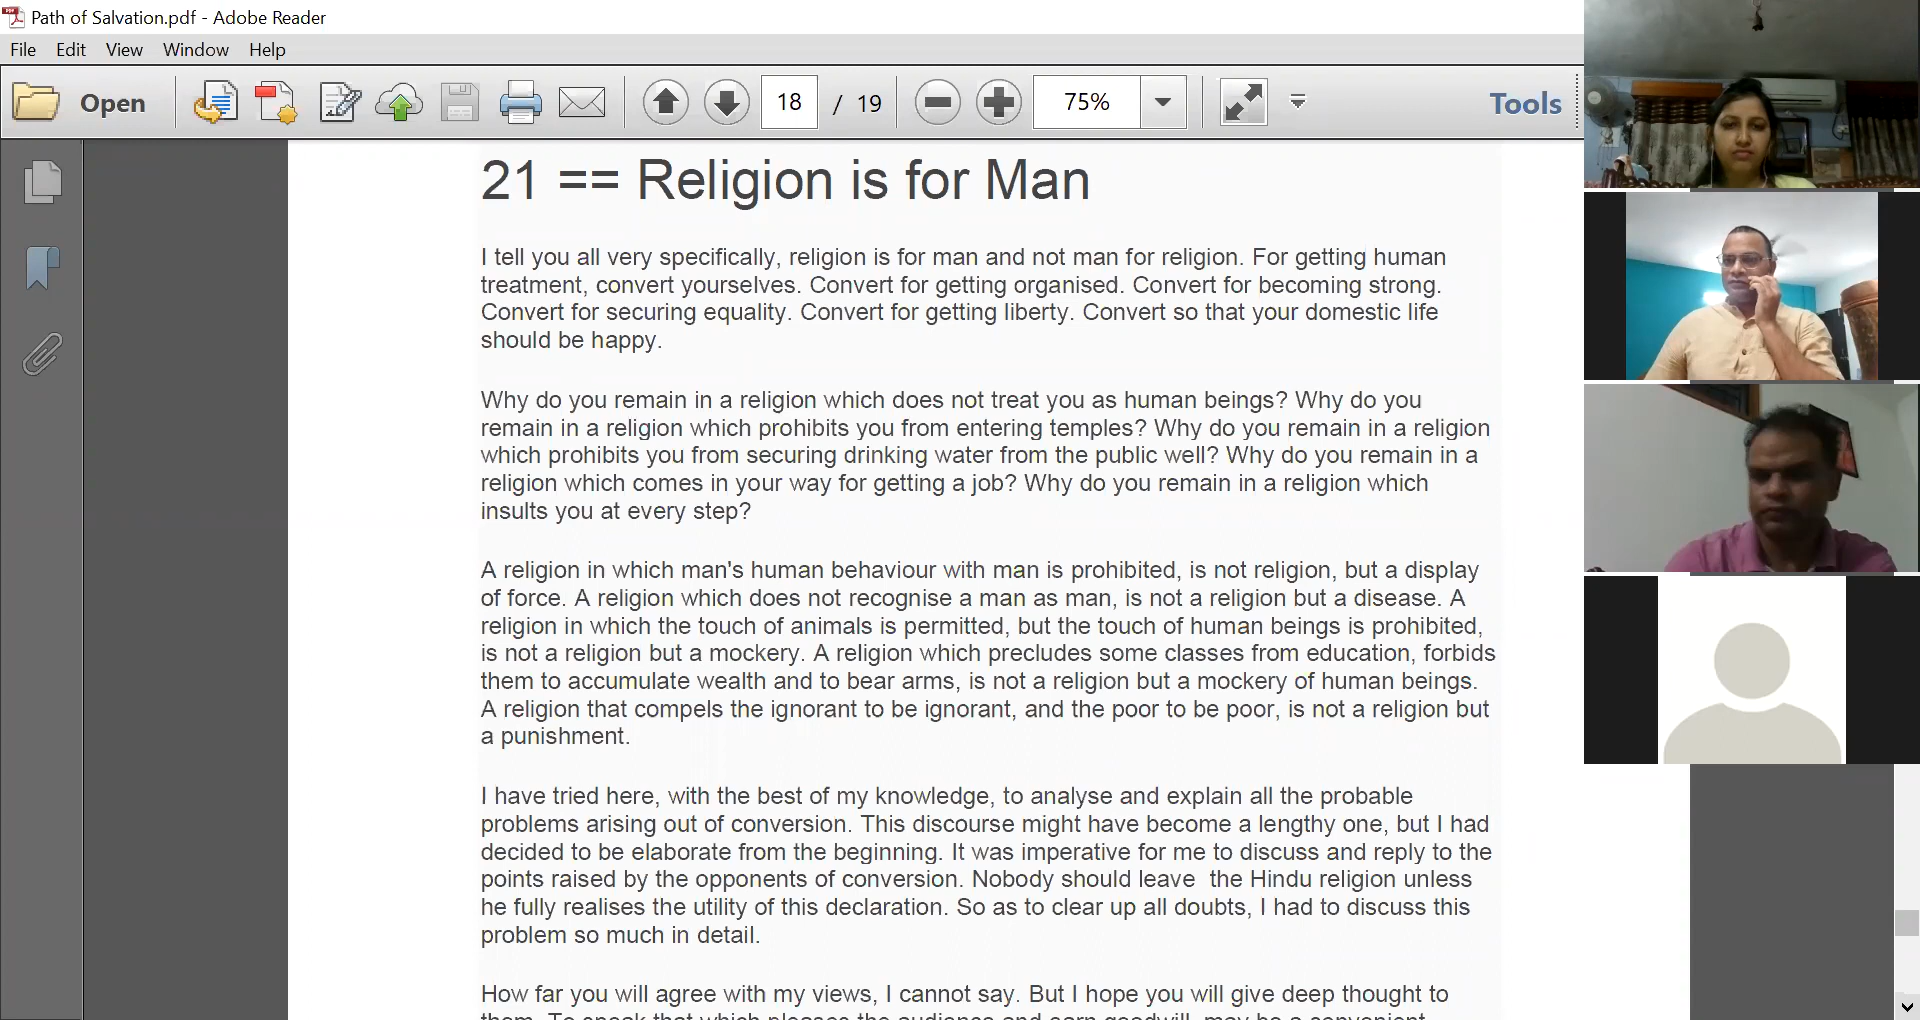 Path of Salvation.pdf - Adobe Reader
File Edit View Window Help
Open 18 / 19 75% Tools
21 == Religion is for Man
I tell you all very specifically, religion is for man and not man for religion. For getting human
treatment, convert yourselves. Convert for getting organised. Convert for becoming strong.
Convert for securing equality. Convert for getting liberty. Convert so that your domestic life
should be happy.
Why do you remain in a religion which does not treat you as human beings? Why do you
remain in a religion which prohibits you from entering temples? Why do you remain in a religion
which prohibits you from securing drinking water from the public well? Why do you remain in a
religion which comes in your way for getting a job? Why do you remain in a religion which
insults you at every step?
A religion in which man's human behaviour with man is prohibited, is not religion, but a display
of force. A religion which does not recognise a man as man, is not a religion but a disease. A
religion in which the touch of animals is permitted, but the touch of human beings is prohibited,
is not a religion but a mockery. A religion which precludes some classes from education, forbids
them to accumulate wealth and to bear arms, is not a religion but a mockery of human beings.
A religion that compels the ignorant to be ignorant, and the poor to be poor, is not a religion but
a punishment.
I have tried here, with the best of my knowledge, to analyse and explain all the probable
problems arising out of conversion. This discourse might have become a lengthy one, but I had
decided to be elaborate from the beginning. It was imperative for me to discuss and reply to the
points raised by the opponents of conversion. Nobody should leave the Hindu religion unless
he fully realises the utility of this declaration. So as to clear up all doubts, I had to discuss this
problem so much in detail.
How far you will agree with my views, I cannot say. But I hope you will give deep thought to
them. To speak that which pleases the audience and earn goodwill, may be a convenient